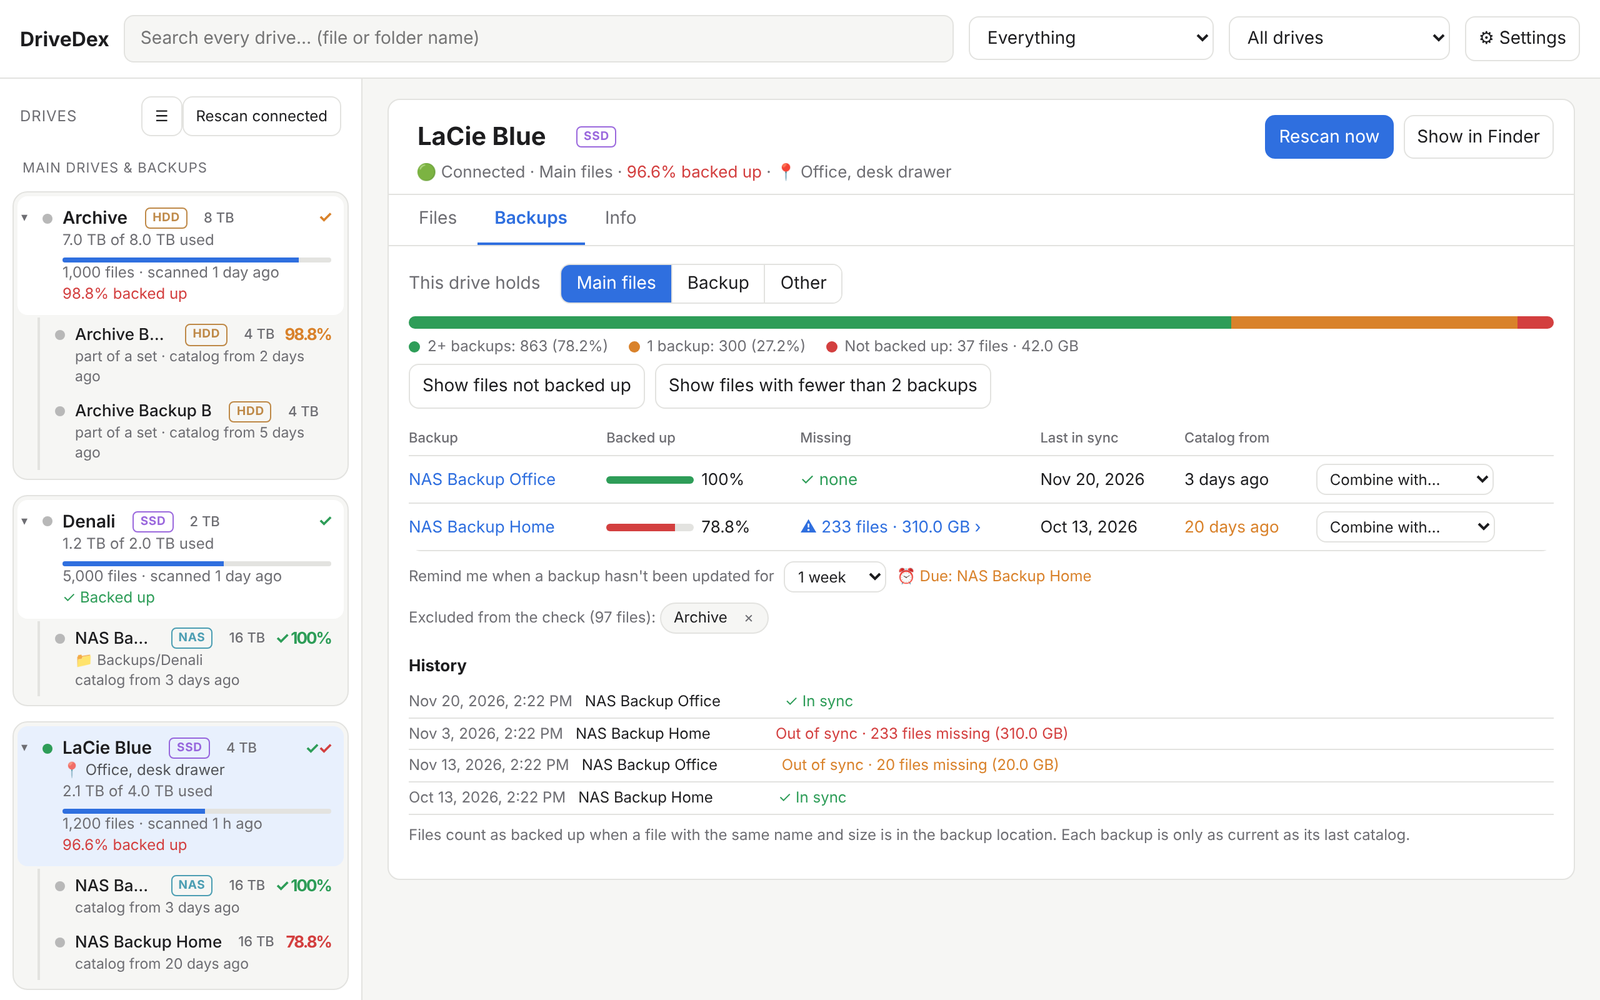 DriveDex
Search every drive... (file or folder name)
Everything
All drives
⚙ Settings
DRIVES
☰
Rescan connected
MAIN DRIVES & BACKUPS
▾ Archive HDD 8 TB ✓
7.0 TB of 8.0 TB used
1,000 files · scanned 1 day ago
98.8% backed up
Archive B... HDD 4 TB 98.8%
part of a set · catalog from 2 days
ago
Archive Backup B HDD 4 TB
part of a set · catalog from 5 days
ago
▾ Denali SSD 2 TB ✓
1.2 TB of 2.0 TB used
5,000 files · scanned 1 day ago
✓ Backed up
NAS Ba... NAS 16 TB ✓100%
📁 Backups/Denali
catalog from 3 days ago
▾ LaCie Blue SSD 4 TB ✓✓
📍 Office, desk drawer
2.1 TB of 4.0 TB used
1,200 files · scanned 1 h ago
96.6% backed up
NAS Ba... NAS 16 TB ✓100%
catalog from 3 days ago
NAS Backup Home 16 TB 78.8%
catalog from 20 days ago
LaCie Blue SSD
Rescan now
Show in Finder
🟢 Connected · Main files · 96.6% backed up · 📍 Office, desk drawer
Files Backups Info
This drive holds Main files Backup Other
2+ backups: 863 (78.2%) 1 backup: 300 (27.2%) Not backed up: 37 files · 42.0 GB
Show files not backed up Show files with fewer than 2 backups
Backup Backed up Missing Last in sync Catalog from
NAS Backup Office 100% ✓ none Nov 20, 2026 3 days ago Combine with...
NAS Backup Home 78.8% ⚠ 233 files · 310.0 GB › Oct 13, 2026 20 days ago Combine with...
Remind me when a backup hasn't been updated for 1 week ⏰ Due: NAS Backup Home
Excluded from the check (97 files): Archive ×
History
Nov 20, 2026, 2:22 PM NAS Backup Office ✓ In sync
Nov 3, 2026, 2:22 PM NAS Backup Home Out of sync · 233 files missing (310.0 GB)
Nov 13, 2026, 2:22 PM NAS Backup Office Out of sync · 20 files missing (20.0 GB)
Oct 13, 2026, 2:22 PM NAS Backup Home ✓ In sync
Files count as backed up when a file with the same name and size is in the backup location. Each backup is only as current as its last catalog.